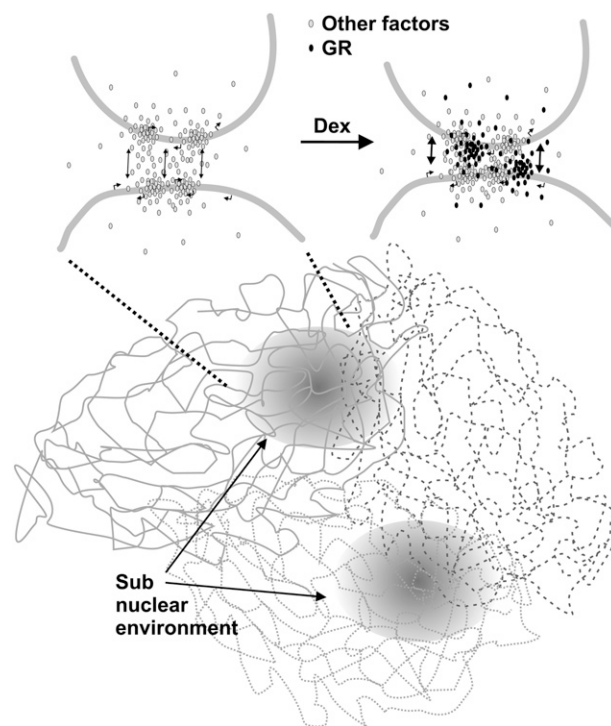 Other factors
GR
Dex
Sub
nuclear
environment